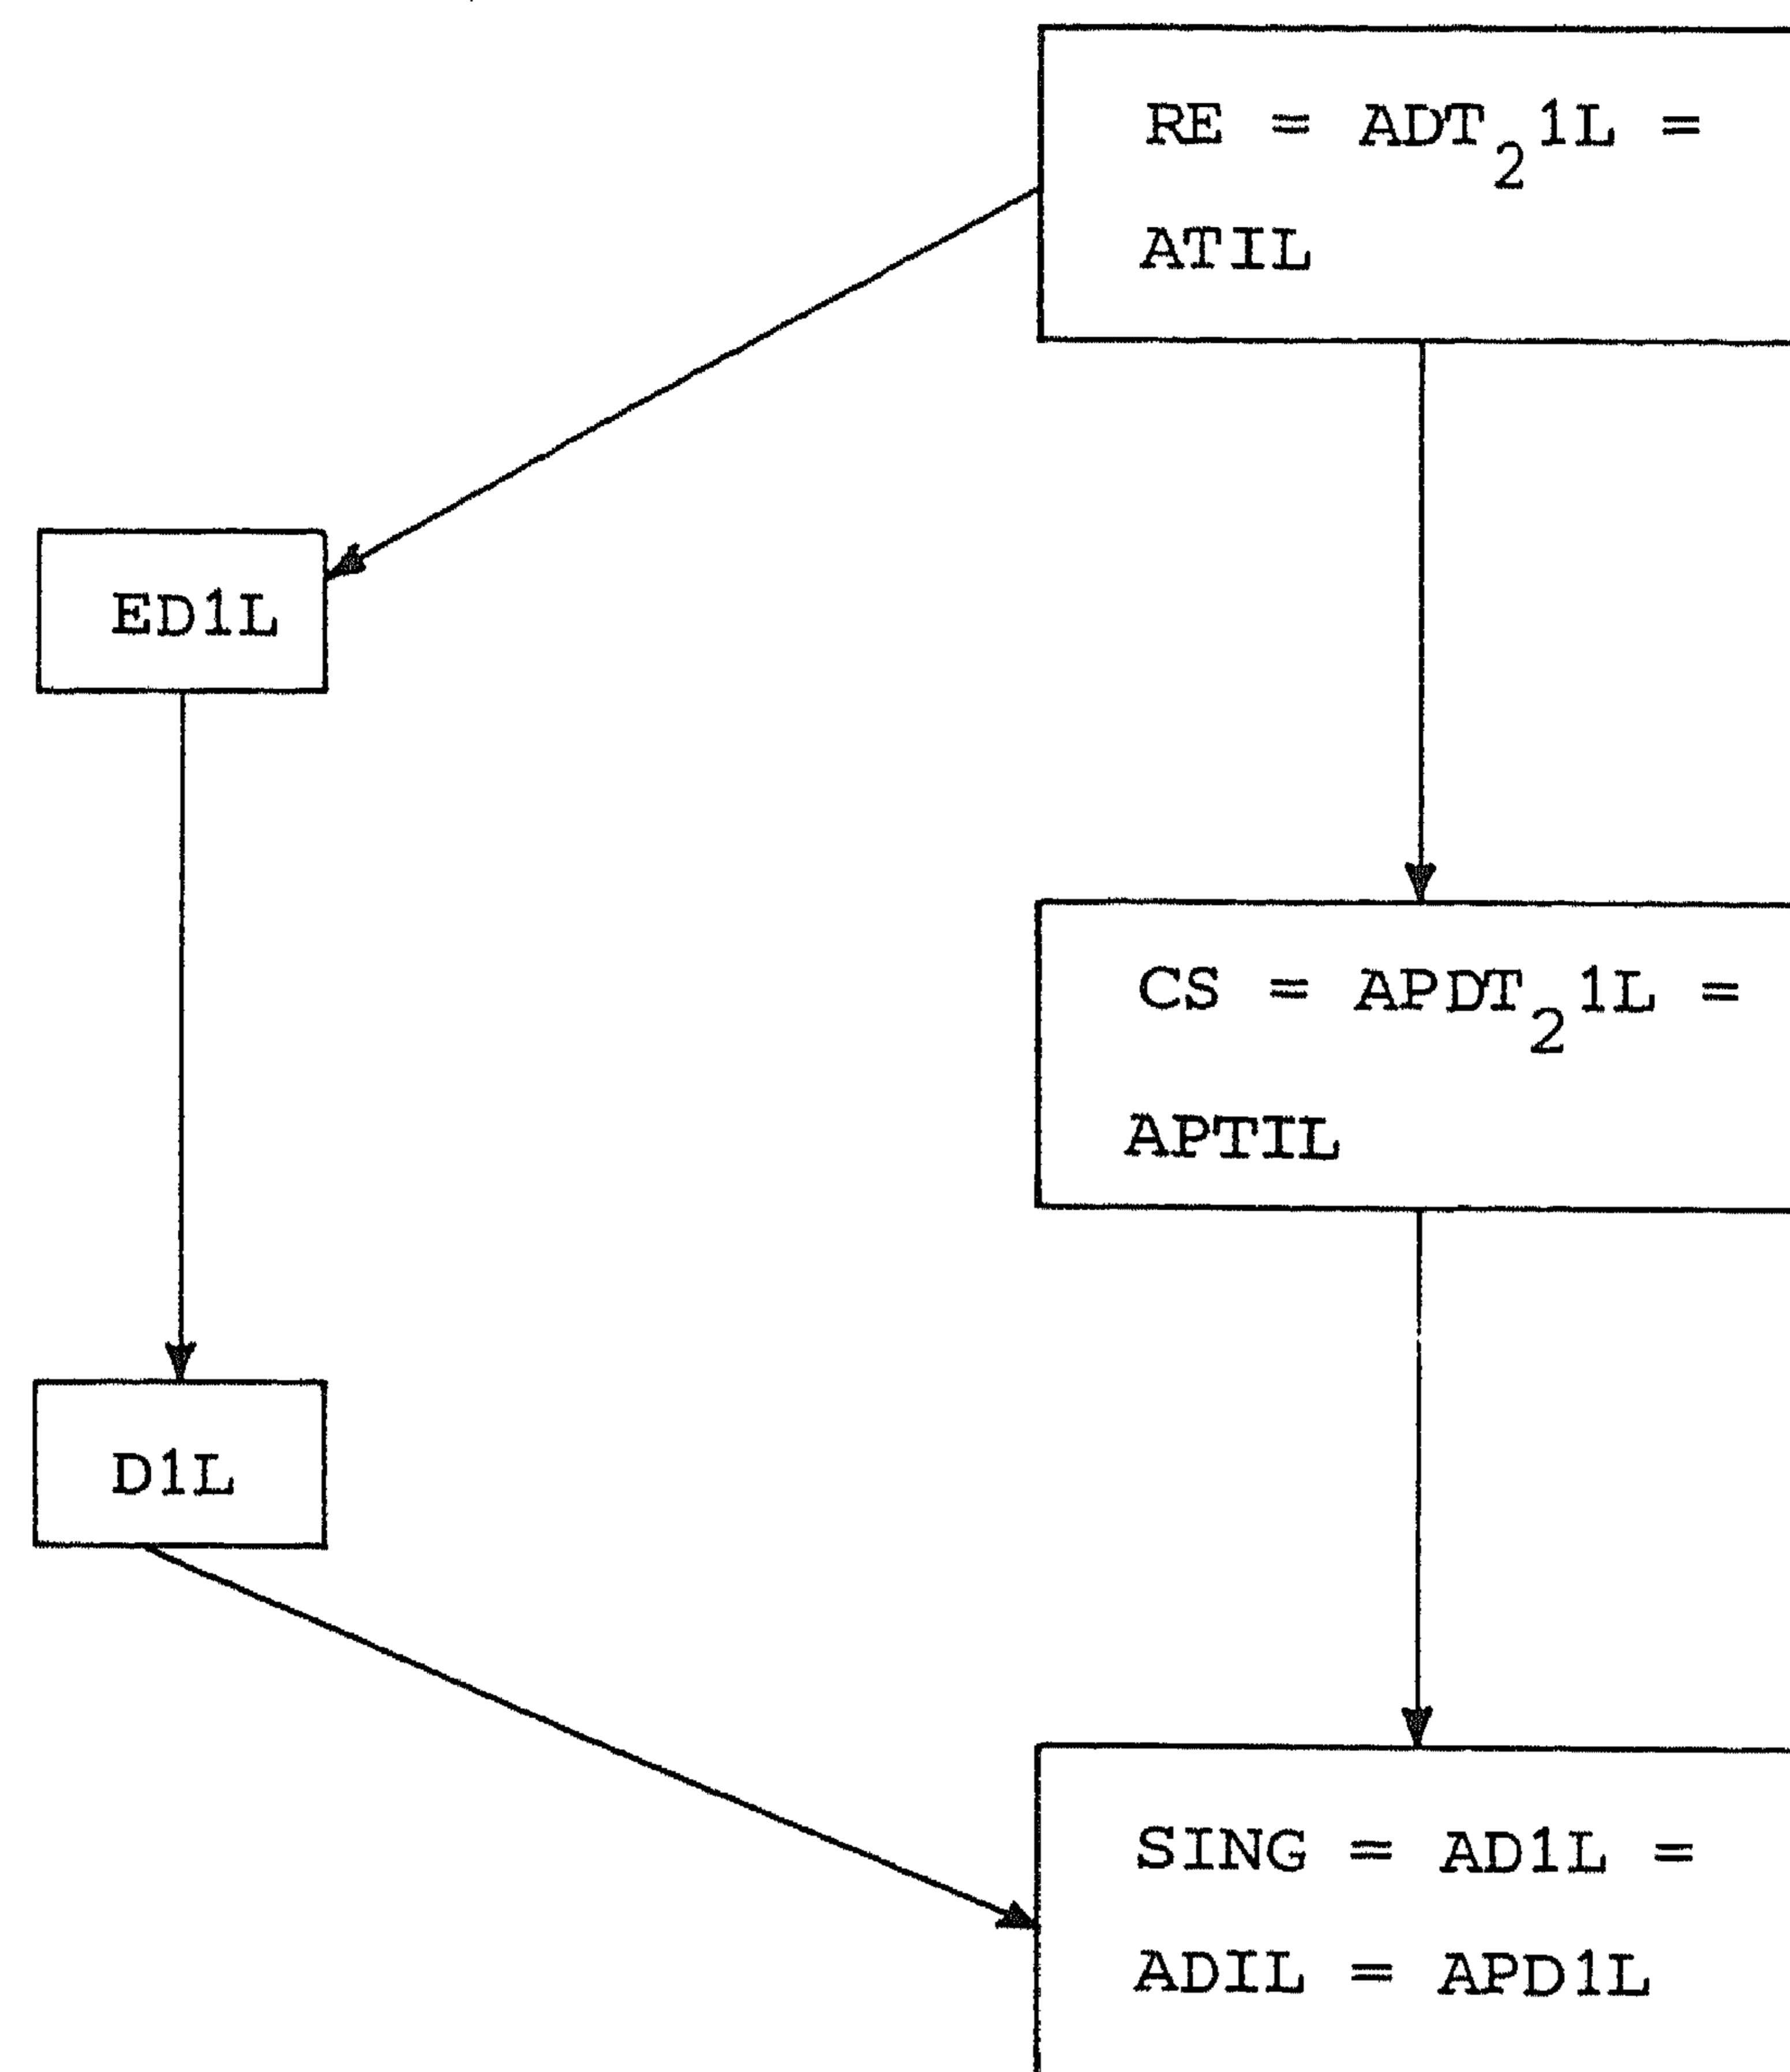 RE = ADT₂1L =
ATIL
ED1L
CS = APDT₂1L =
APTIL
D1L
SING = AD1L =
ADIL = APD1L